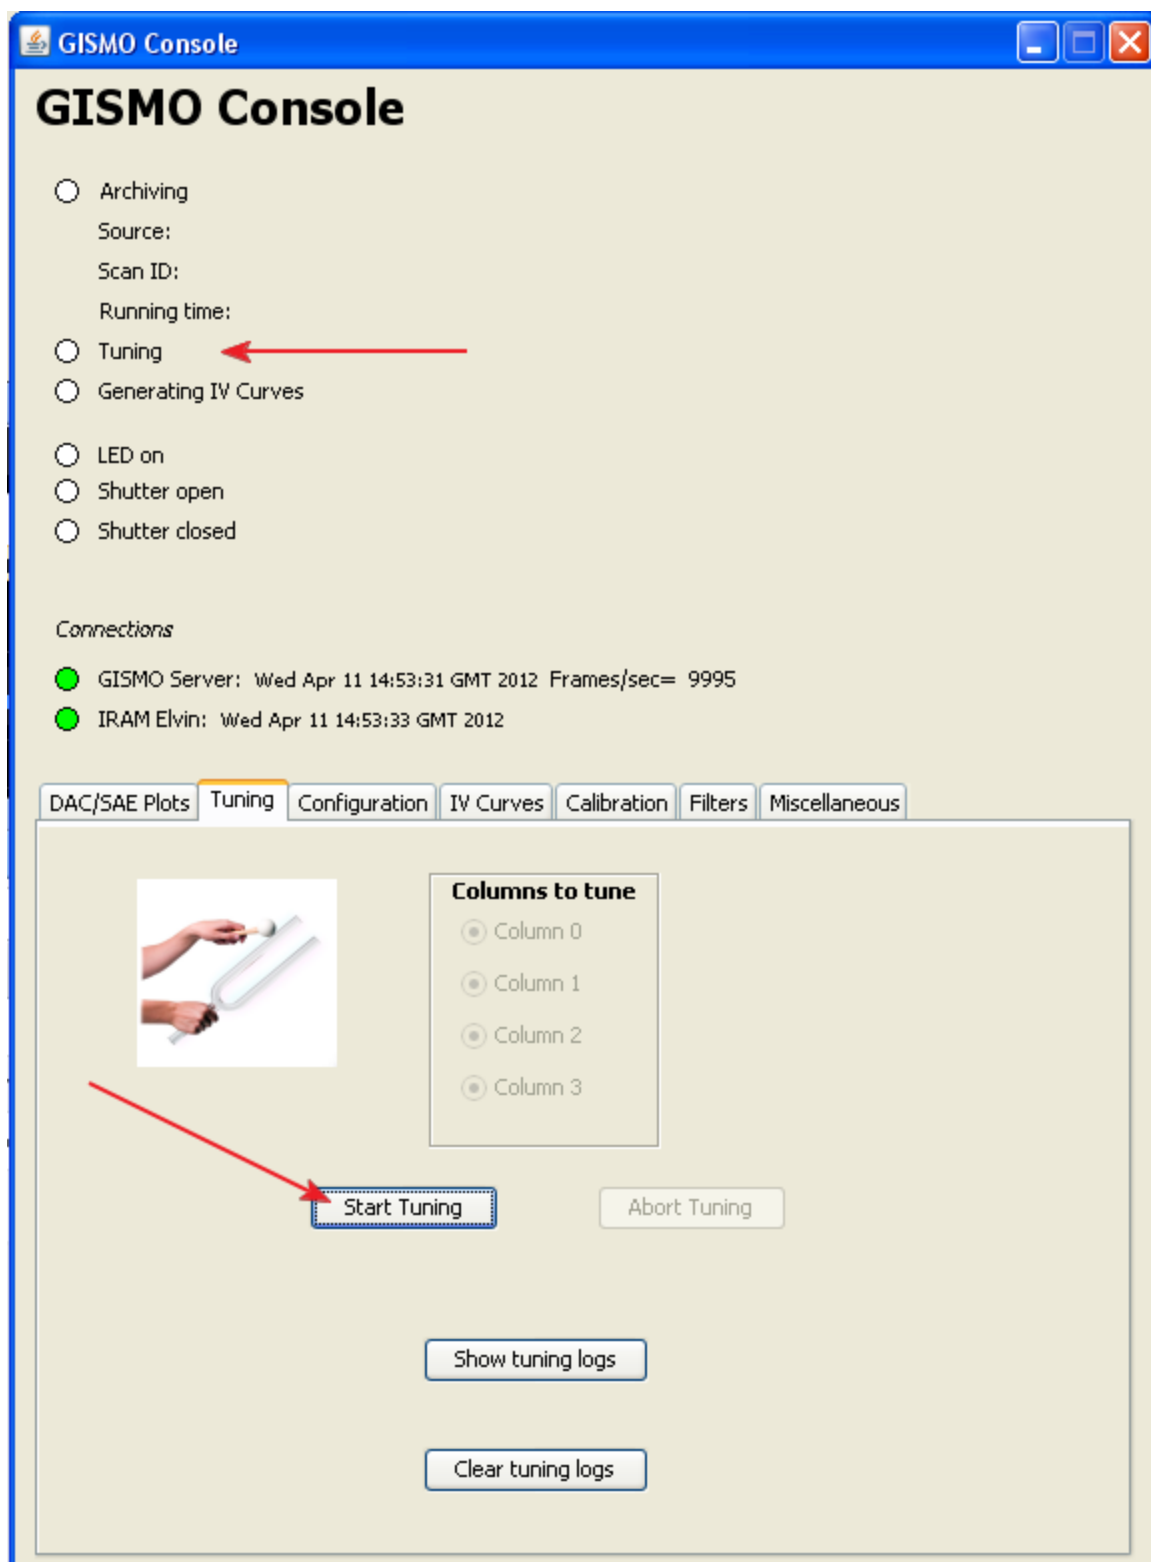 GISMO Console
GISMO Console
Archiving
Source:
Scan ID:
Running time:
Tuning
Generating IV Curves
LED on
Shutter open
Shutter closed
Connections
GISMO Server: Wed Apr 11 14:53:31 GMT 2012 Frames/sec= 9995
IRAM Elvin: Wed Apr 11 14:53:33 GMT 2012
DAC/SAE Plots Tuning Configuration IV Curves Calibration Filters Miscellaneous
Columns to tune
Column 0
Column 1
Column 2
Column 3
Start Tuning Abort Tuning
Show tuning logs
Clear tuning logs